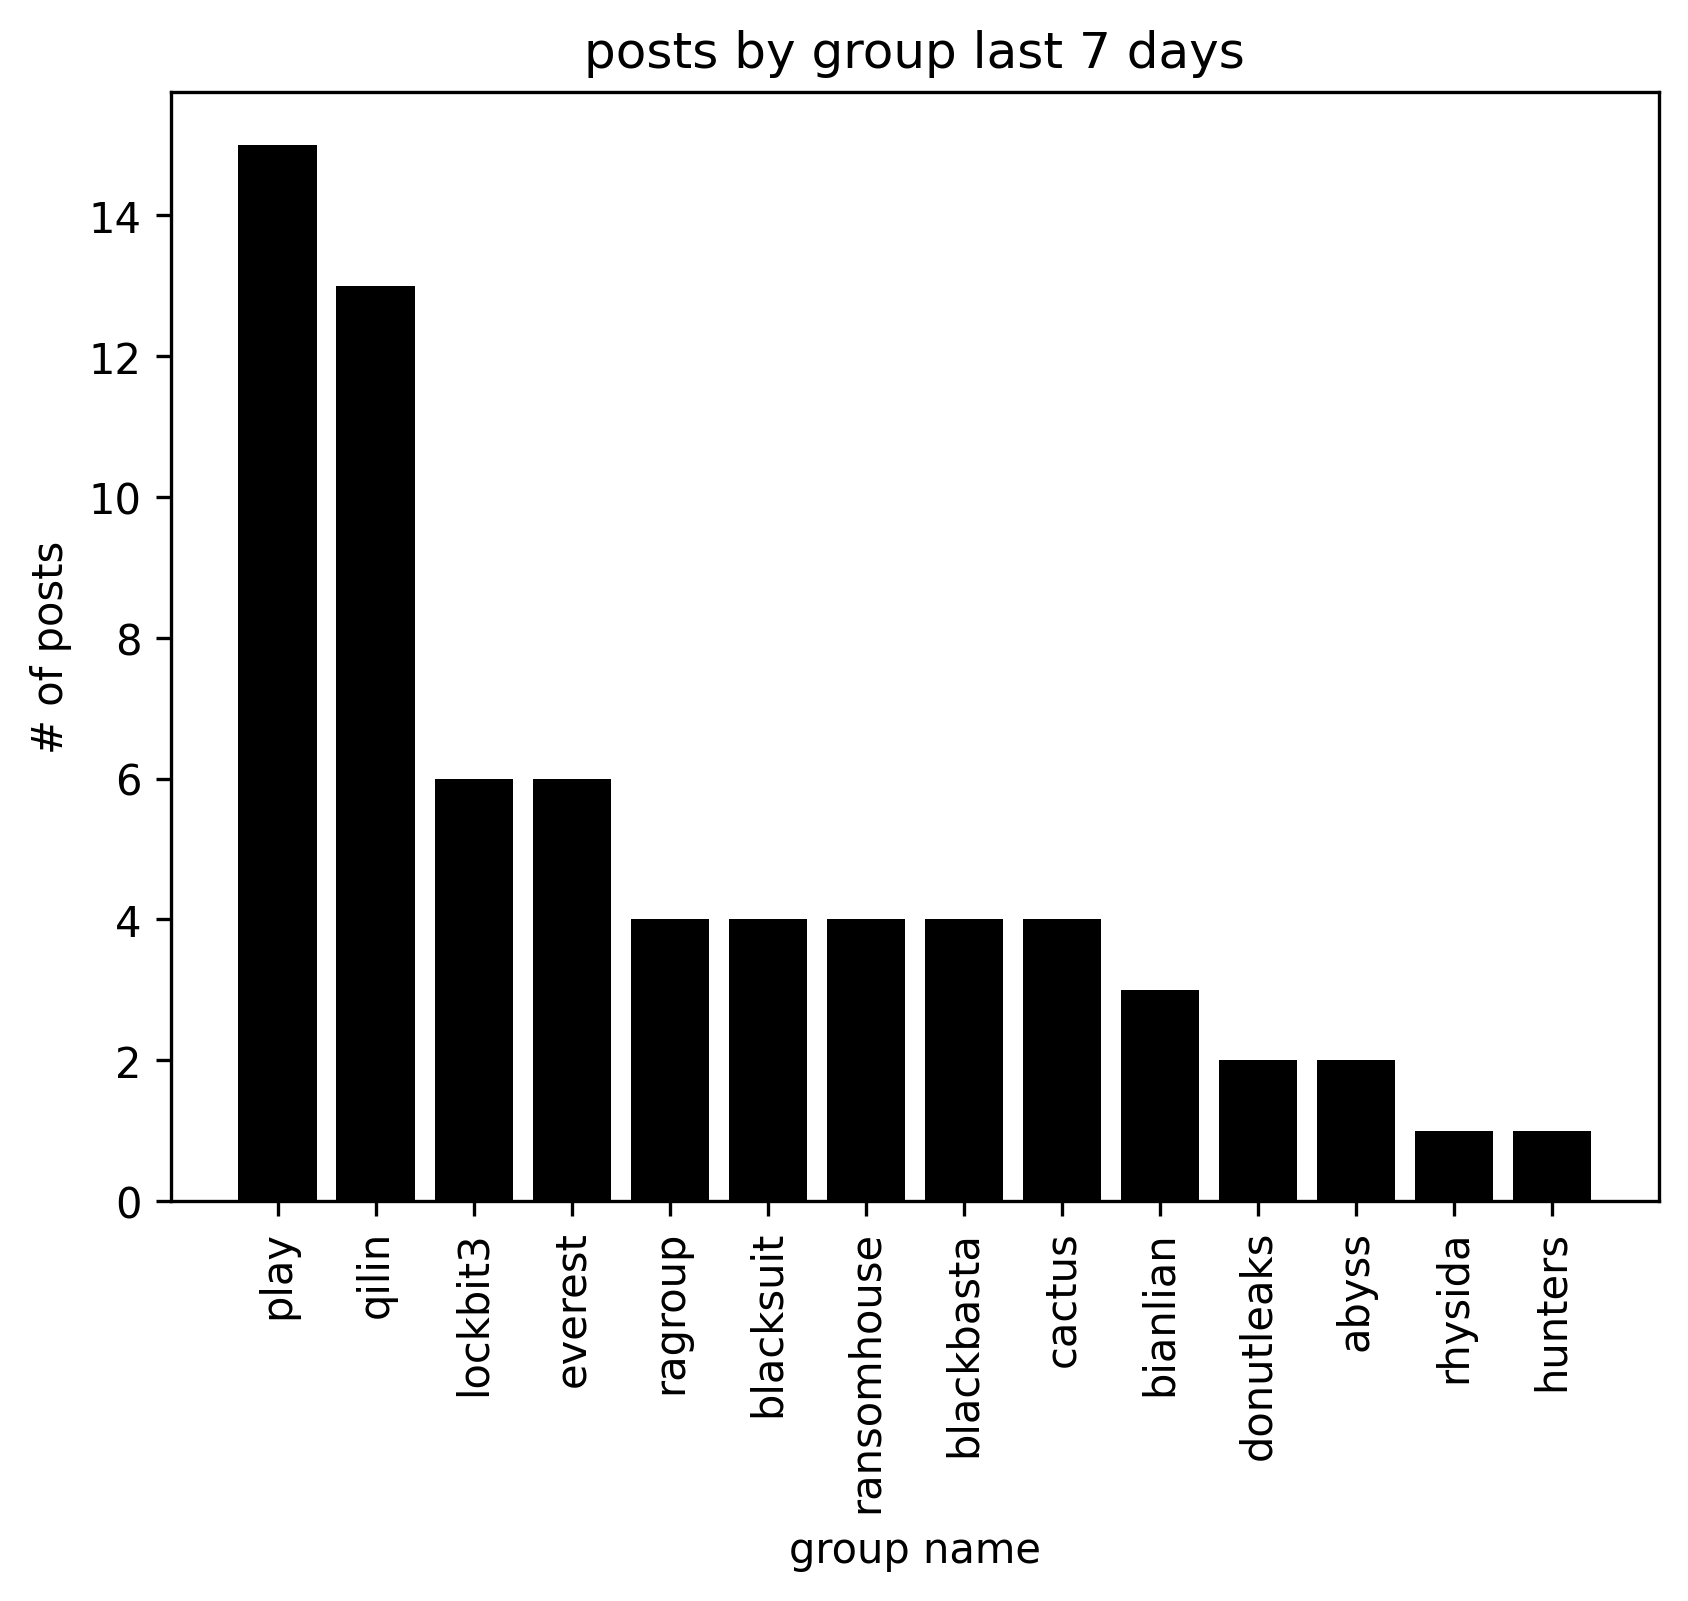 posts by group last 7 days
# of posts
14
12
10
8
6
4
2
0
play
qilin
lockbit3
everest
ragroup
blacksuit
ransomhouse
blackbasta
cactus
bianlian
donutleaks
abyss
rhysida
hunters
group name